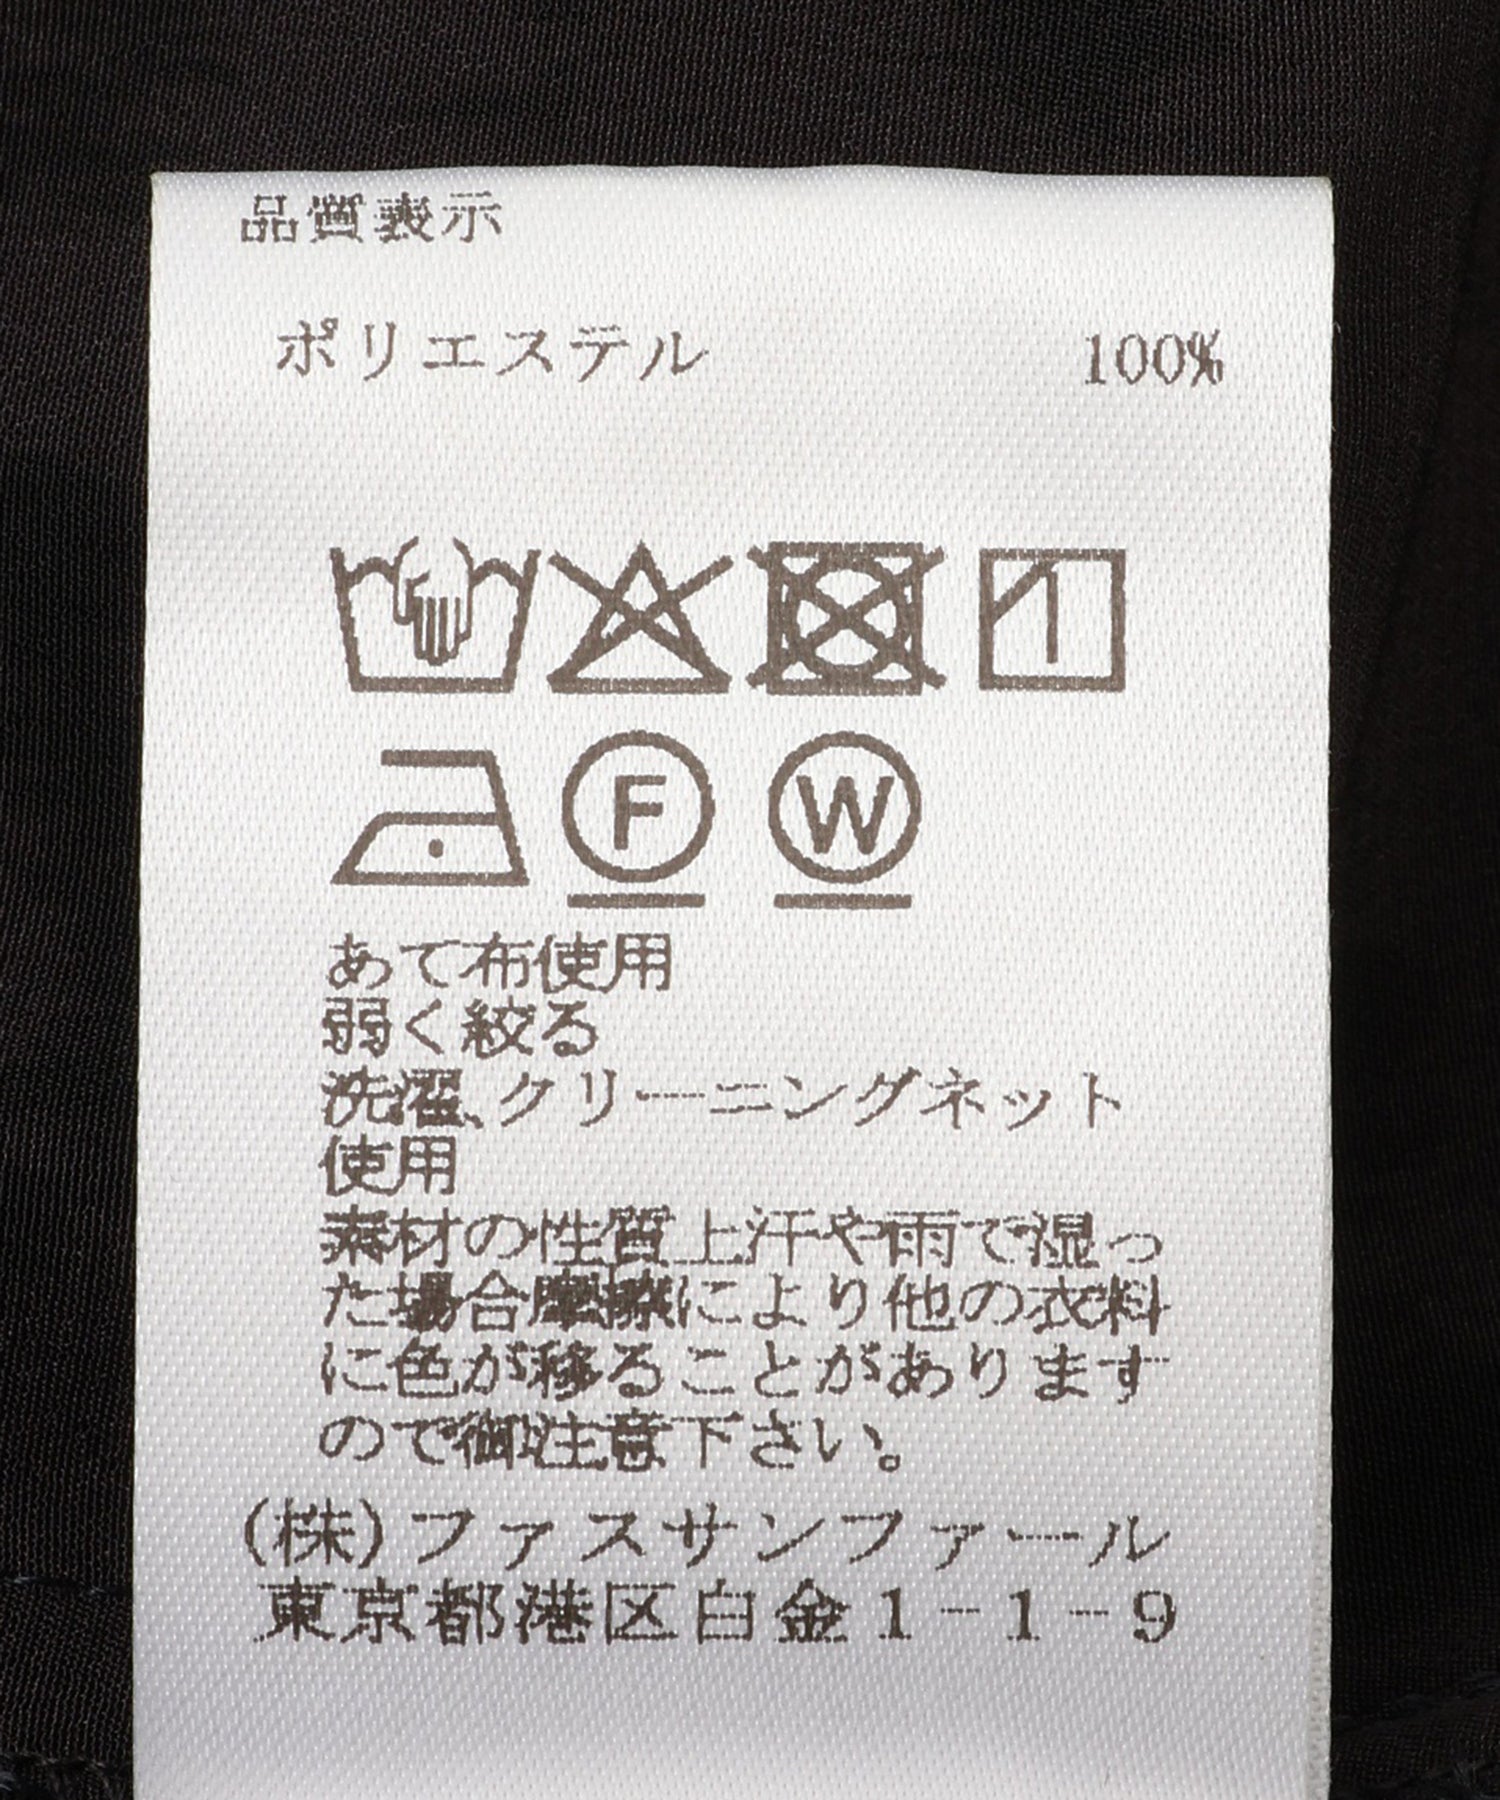 品質表示
ポリエステル 100%
F W
あて布使用
弱く絞る
洗濯、クリーニングネット
使用
素材の性質上汗や雨で湿っ
た場合摩擦により他の衣料
に色が移ることがあります
ので御注意下さい。
(株)ファスサンファール
東京都港区白金1-1-9